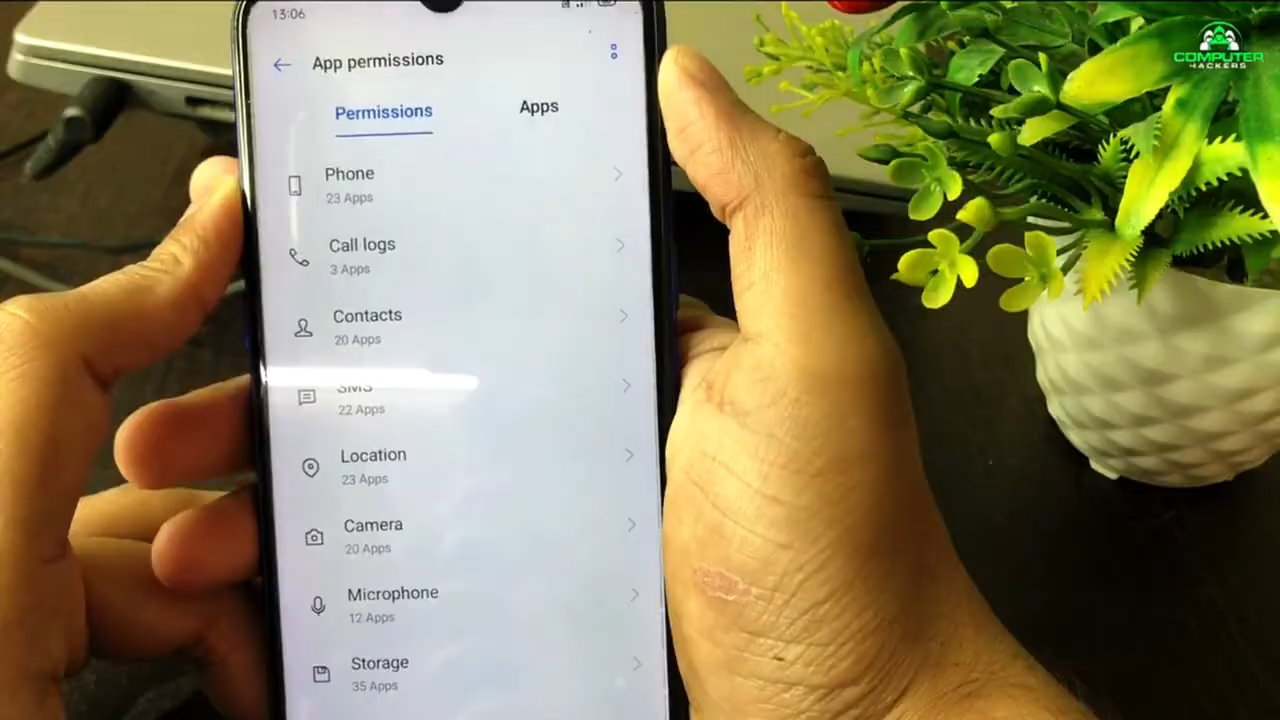 13:06
App permissions
Permissions
Apps
Phone
23 Apps
Call logs
3 Apps
Contacts
20 Apps
SMS
22 Apps
Location
23 Apps
Camera
20 Apps
Microphone
12 Apps
Storage
35 Apps
COMPUTER
HACKERS